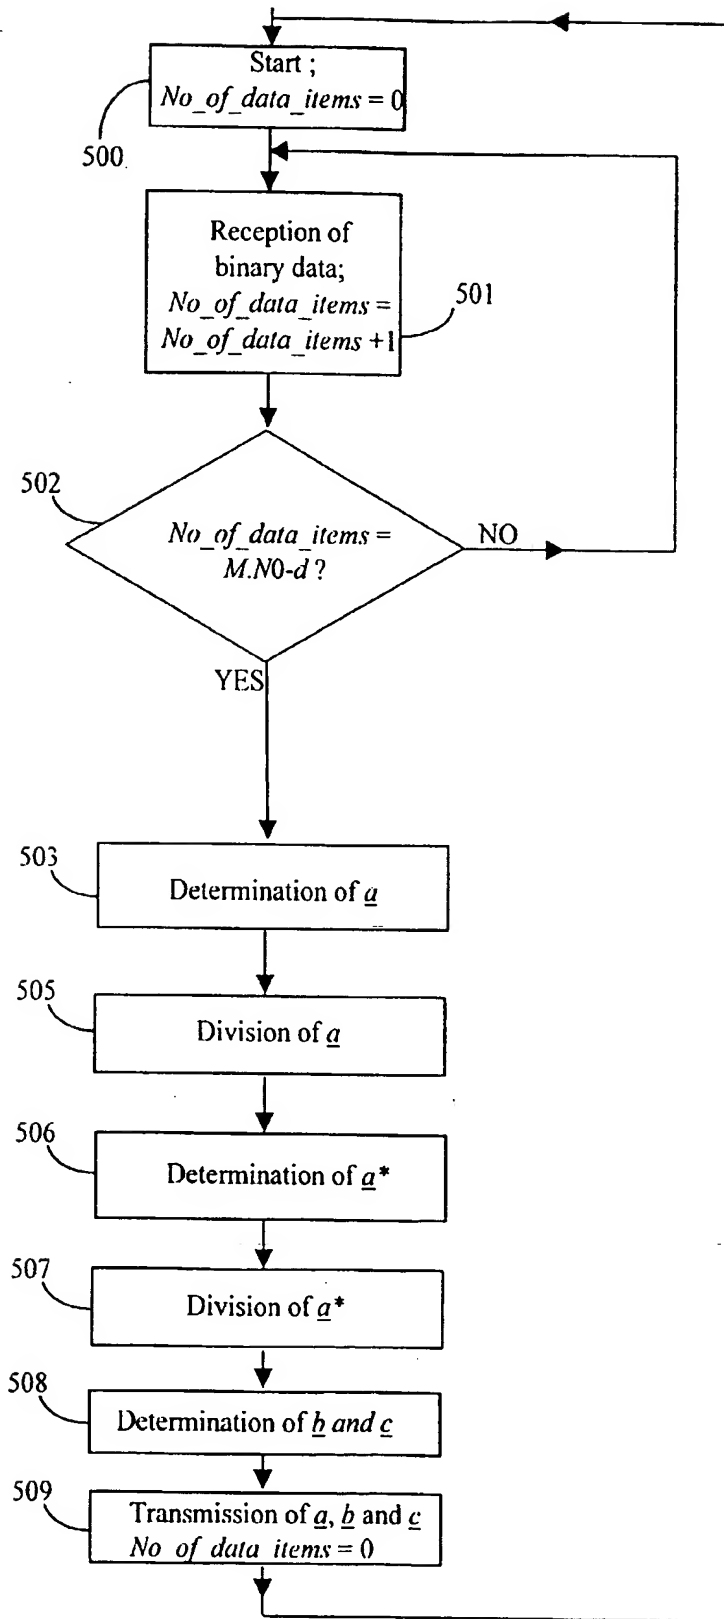 Start ;
No_of_data_items = 0
500
Reception of
binary data;
No_of_data_items =
No_of_data_items +1
501
502
No_of_data_items =
M.N0-d ?
NO
YES
503
Determination of a
505
Division of a
506
Determination of a*
507
Division of a*
508
Determination of b and c
509
Transmission of a, b and c
No_of_data_items = 0